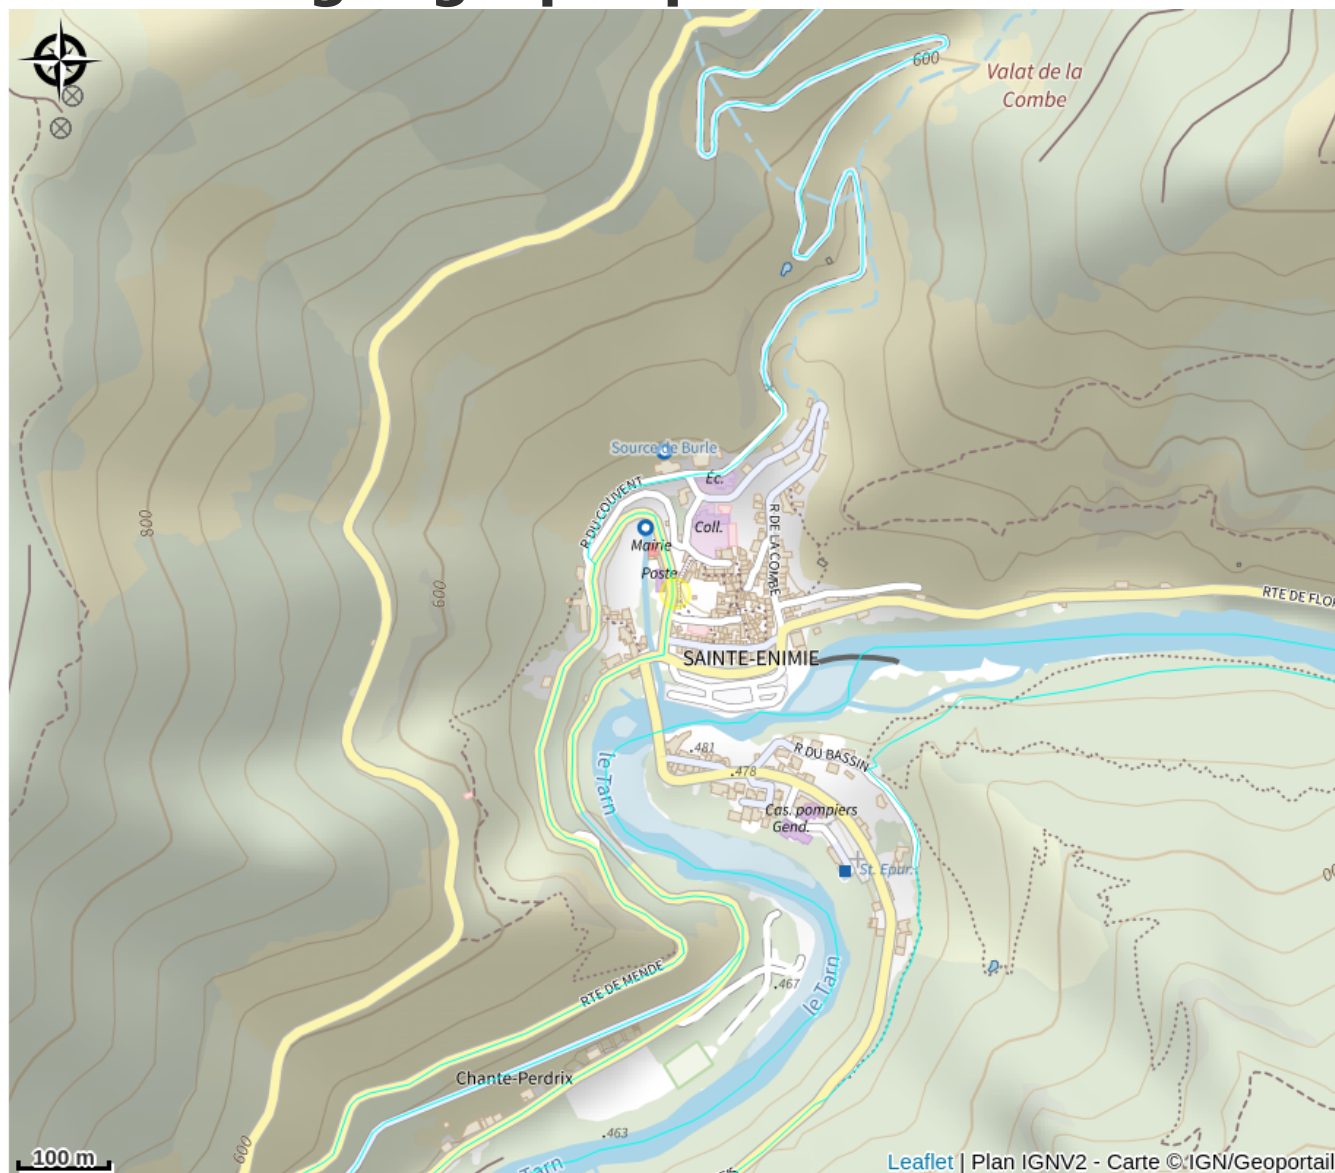 600
Valat de la
Combe
Source de Burle
Éc.
R DU COUVENT
Coll.
R DE LA COMBE
Mairie
Poste
800
600
RTE DE FLOR
SAINTE-ENIMIE
le Tarn
.481
R DU BASSIN
.478
Cas. pompiers
Gend.
St. Epur.
RTE DE MENDE
.467
le Tarn
Chante-Perdrix
.463
600
100 m
Tarn
Leaflet | Plan IGNV2 - Carte © IGN/Geoportail